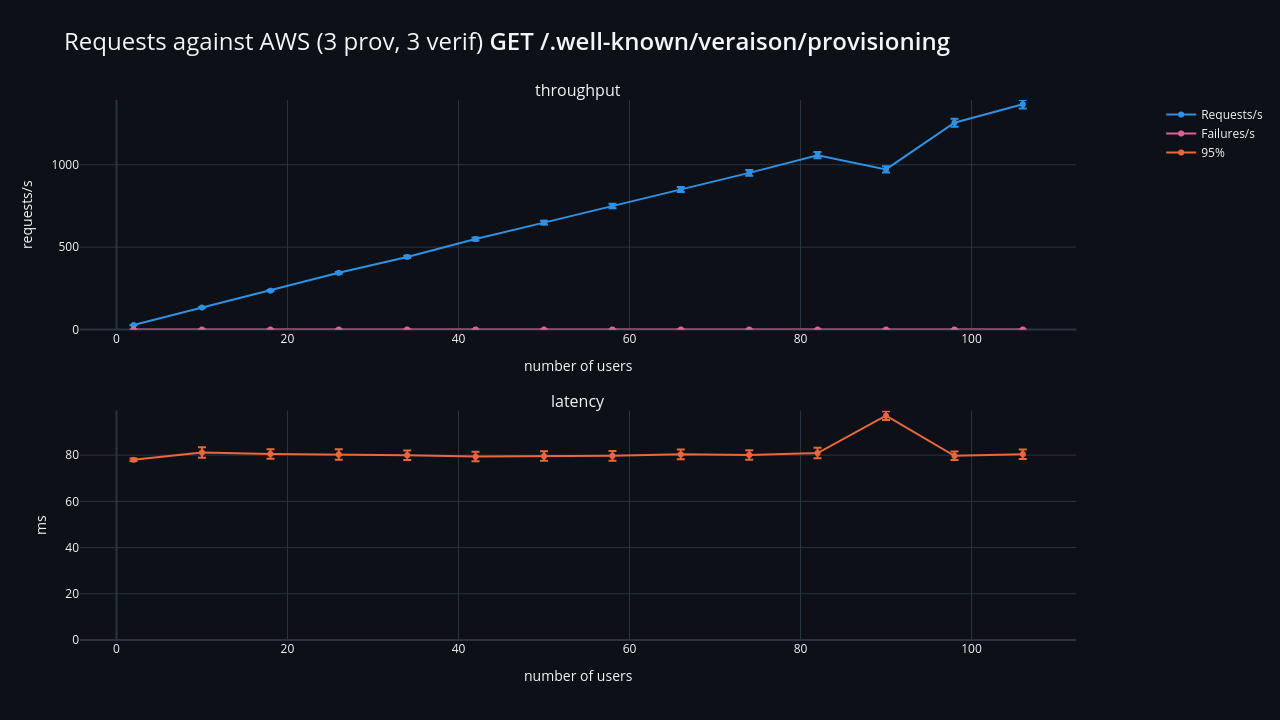 Requests against AWS (3 prov, 3 verif) GET /.well-known/veraison/provisioning
throughput
requests/s
1000
500
0
0 20 40 60 80 100
number of users
Requests/s
Failures/s
95%
latency
ms
80
60
40
20
0
0 20 40 60 80 100
number of users